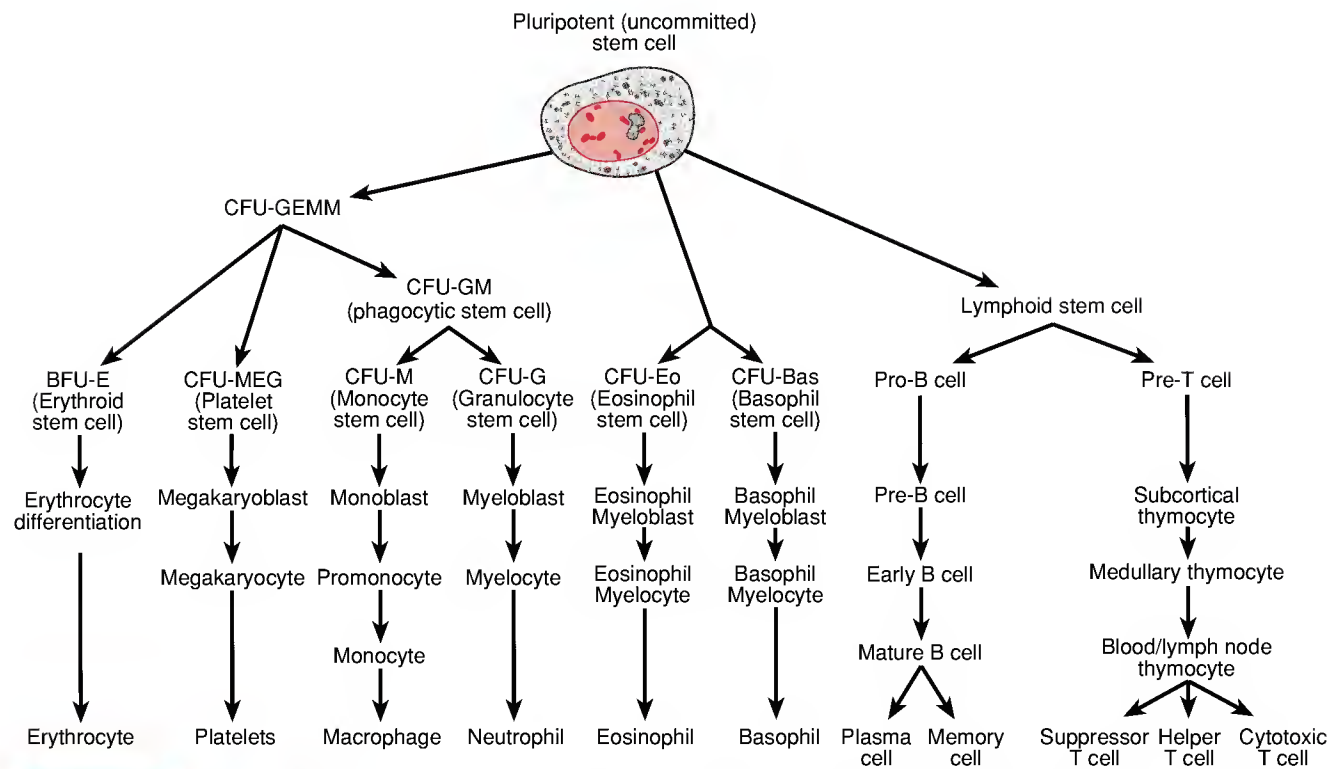 Pluripotent (uncommitted)
stem cell
CFU-GEMM
CFU-GM
(phagocytic stem cell)
Lymphoid stem cell
BFU-E
(Erythroid
stem cell)
CFU-MEG
(Platelet
stem cell)
CFU-M
(Monocyte
stem cell)
CFU-G
(Granulocyte
stem cell)
CFU-Eo
(Eosinophil
stem cell)
CFU-Bas
(Basophil
stem cell)
Pro-B cell
Pre-T cell
Erythrocyte
differentiation
Megakaryoblast
Monoblast
Myeloblast
Eosinophil
Myeloblast
Basophil
Myeloblast
Pre-B cell
Subcortical
thymocyte
Megakaryocyte
Promonocyte
Myelocyte
Eosinophil
Myelocyte
Basophil
Myelocyte
Early B cell
Medullary thymocyte
Monocyte
Mature B cell
Blood/lymph node
thymocyte
Erythrocyte
Platelets
Macrophage
Neutrophil
Eosinophil
Basophil
Plasma
cell
Memory
cell
Suppressor
T cell
Helper
T cell
Cytotoxic
T cell